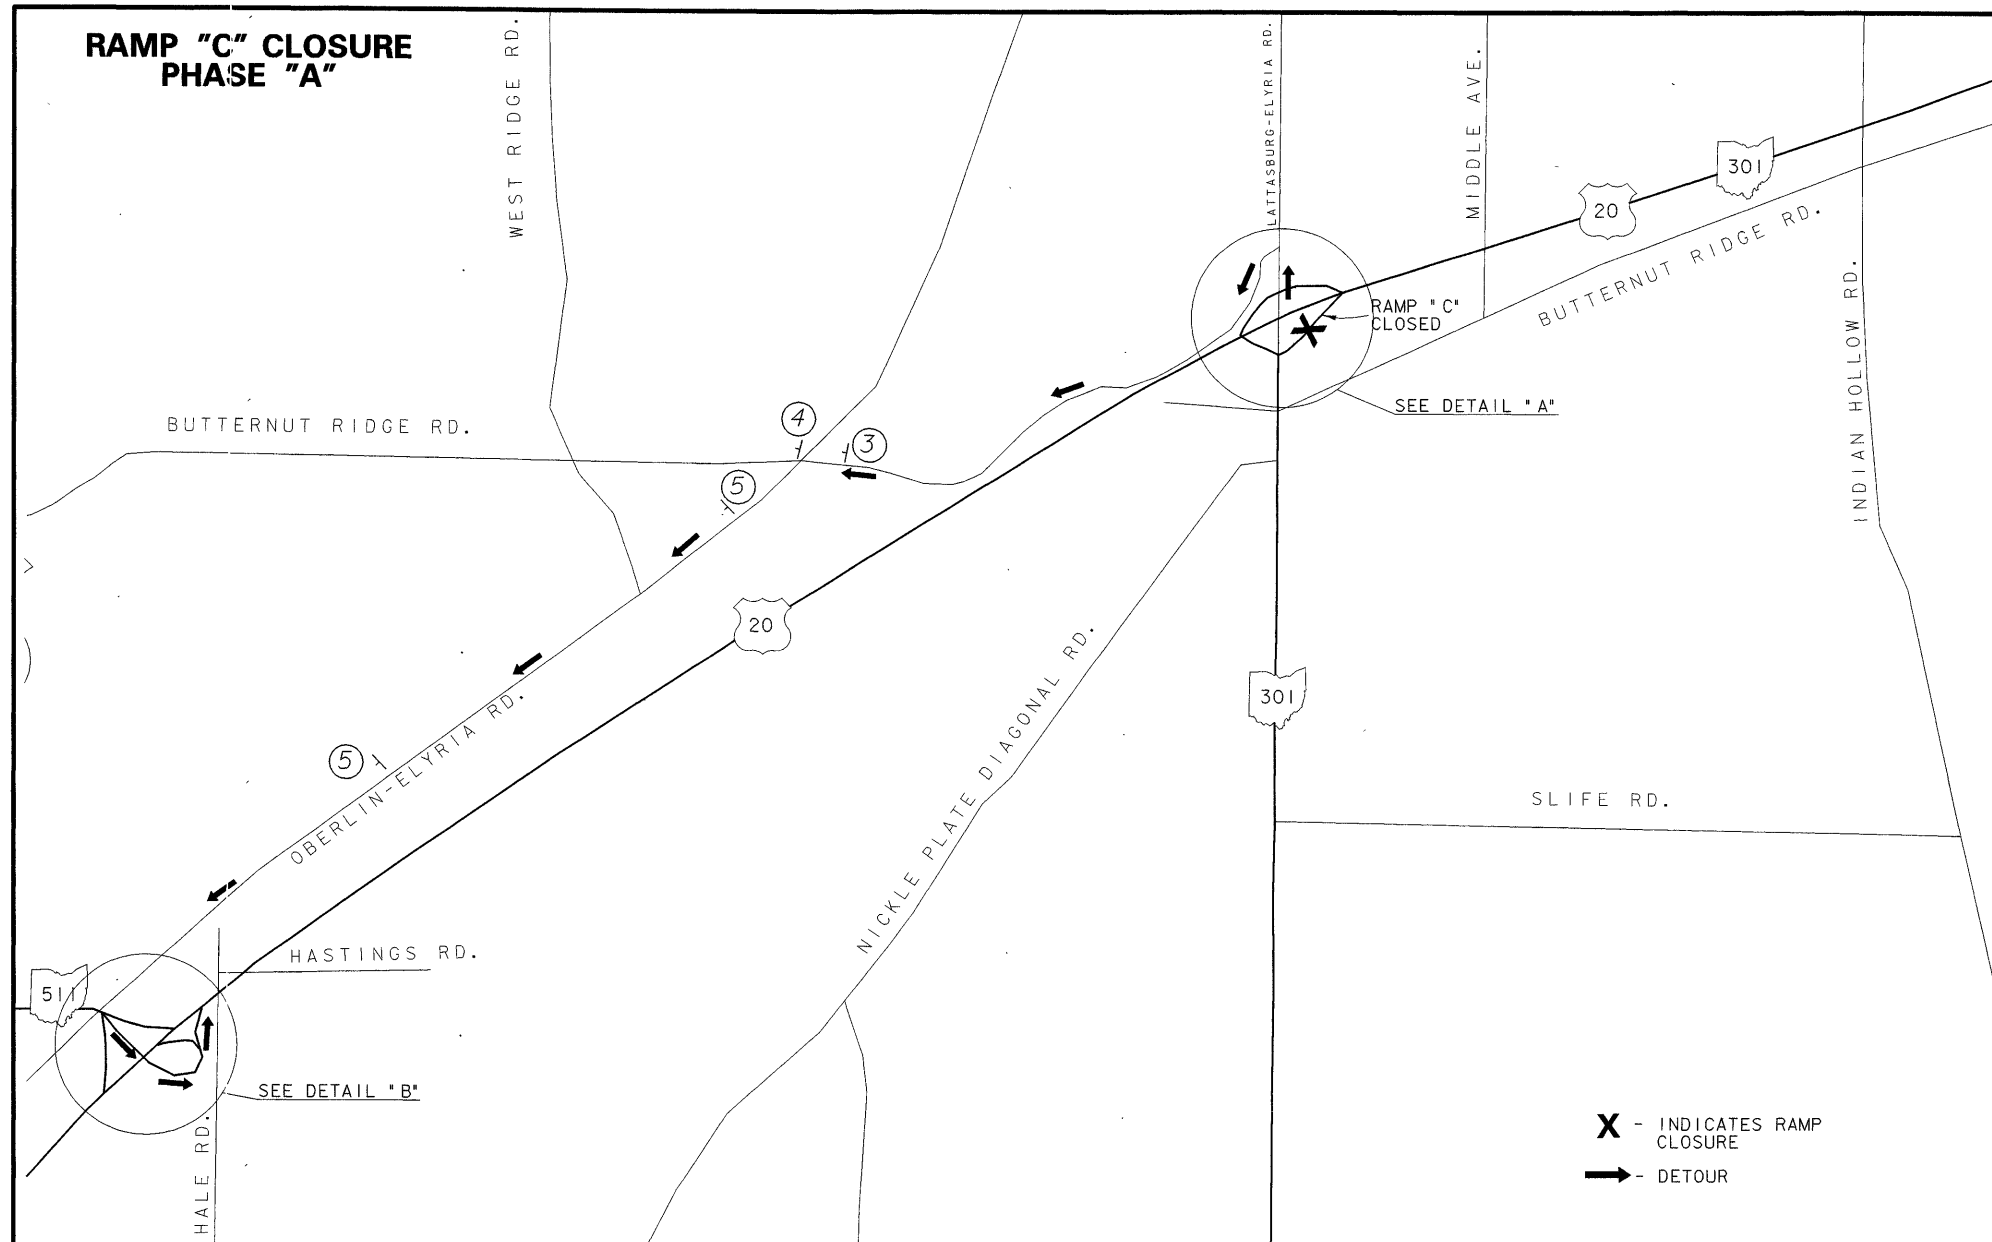 RAMP "C" CLOSURE
PHASE "A"
WEST RIDGE RD.
LATTASBURG-ELYRIA RD.
MIDDLE AVE.
301
20
BUTTERNUT RIDGE RD.
INDIAN HOLLOW RD.
RAMP "C"
CLOSED
SEE DETAIL "A"
BUTTERNUT RIDGE RD.
4
3
5
20
301
NICKLE PLATE DIAGONAL RD.
OBERLIN-ELYRIA RD.
5
SLIFE RD.
HASTINGS RD.
511
SEE DETAIL "B"
HALE RD.
X - INDICATES RAMP
CLOSURE
- DETOUR